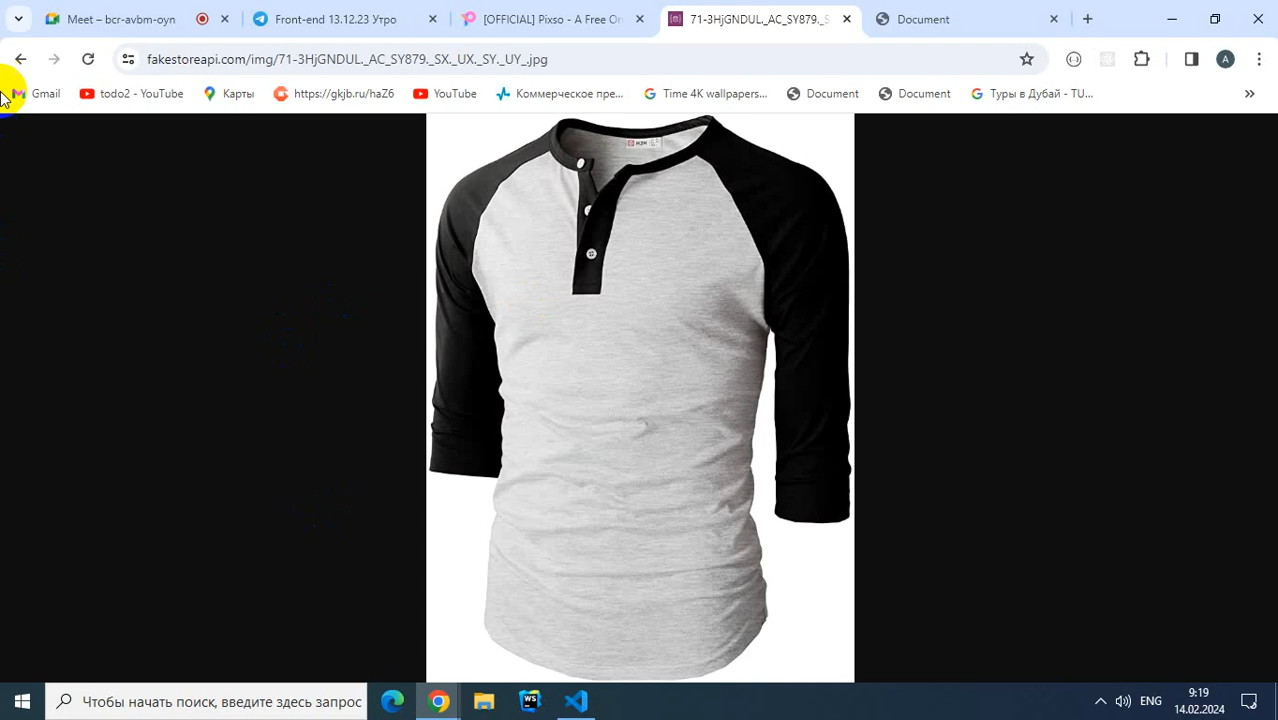 Meet – bcr-avbm-oyn
Front-end 13.12.23 Утро
[OFFICIAL] Pixso - A Free On
71-3HjGNDUL._AC_SY879._S
Document
fakestoreapi.com/img/71-3HjGNDUL._AC_SY879._SX._UX._SY._UY_.jpg
A
Gmail
todo2 - YouTube
Карты
https://gkjb.ru/haZ6
YouTube
Коммерческое пре...
Time 4K wallpapers...
Document
Document
Туры в Дубай - TU...
H2H
Чтобы начать поиск, введите здесь запрос
WS
ENG
9:19
14.02.2024